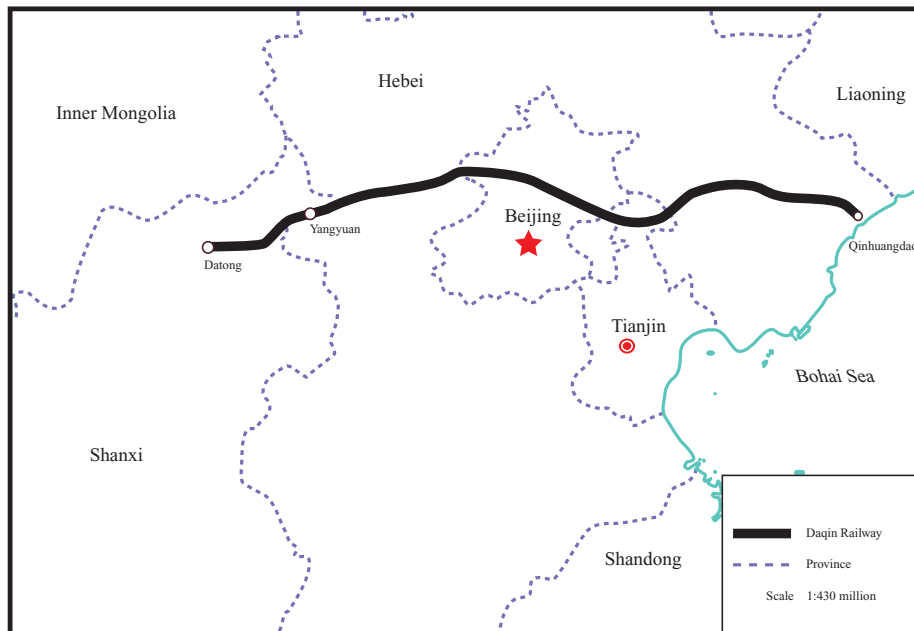 Hebei
Liaoning
Inner Mongolia
Beijing
Yangyuan
Qinhuangdao
Datong
Tianjin
Bohai Sea
Shanxi
Shandong
Daqin Railway
Province
Scale 1:430 million